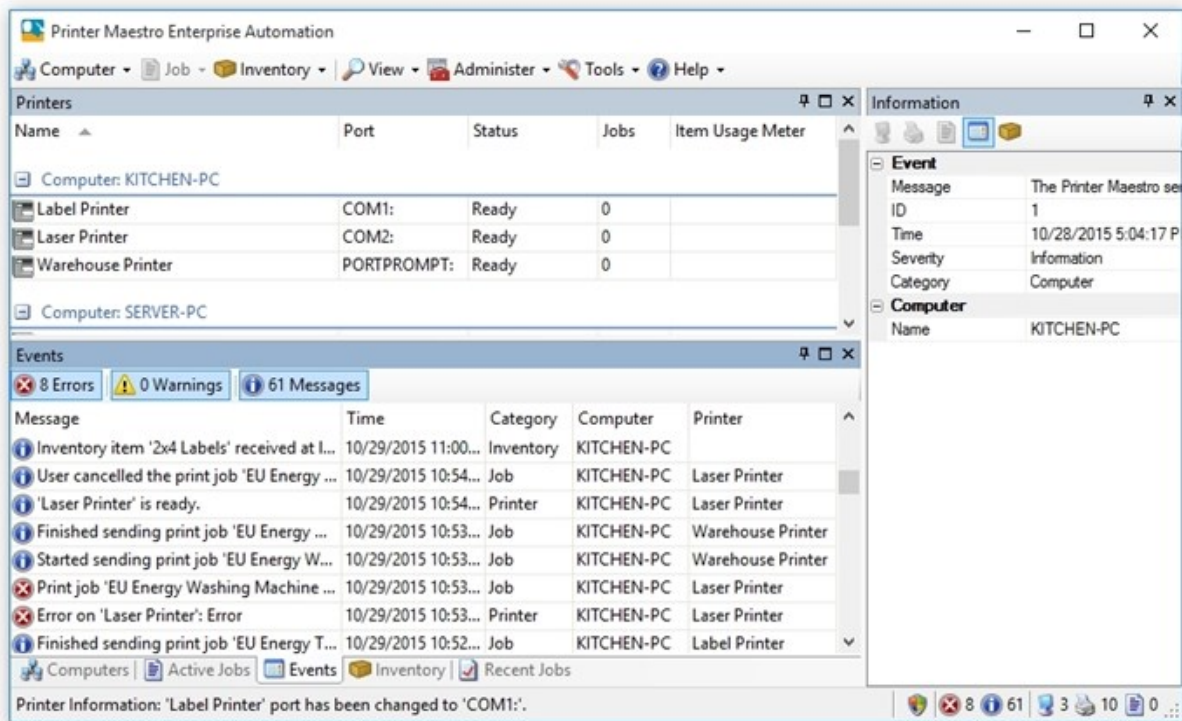 Printer Maestro Enterprise Automation
Computer Job Inventory View Administer Tools Help
Printers
Name Port Status Jobs Item Usage Meter
Computer: KITCHEN-PC
Label Printer COM1: Ready 0
Laser Printer COM2: Ready 0
Warehouse Printer PORTPROMPT: Ready 0
Computer: SERVER-PC
Information
Event
Message The Printer Maestro ser
ID 1
Time 10/28/2015 5:04:17 P
Severity Information
Category Computer
Computer
Name KITCHEN-PC
Events
8 Errors 0 Warnings 61 Messages
Message Time Category Computer Printer
Inventory item '2x4 Labels' received at l... 10/29/2015 11:00... Inventory KITCHEN-PC
User cancelled the print job 'EU Energy ... 10/29/2015 10:54... Job KITCHEN-PC Laser Printer
'Laser Printer' is ready. 10/29/2015 10:54... Printer KITCHEN-PC Laser Printer
Finished sending print job 'EU Energy ... 10/29/2015 10:53... Job KITCHEN-PC Warehouse Printer
Started sending print job 'EU Energy W... 10/29/2015 10:53... Job KITCHEN-PC Warehouse Printer
Print job 'EU Energy Washing Machine ... 10/29/2015 10:53... Job KITCHEN-PC Laser Printer
Error on 'Laser Printer': Error 10/29/2015 10:53... Printer KITCHEN-PC Laser Printer
Finished sending print job 'EU Energy T... 10/29/2015 10:52... Job KITCHEN-PC Label Printer
Computers Active Jobs Events Inventory Recent Jobs
Printer Information: 'Label Printer' port has been changed to 'COM1:'. 8 61 3 10 0